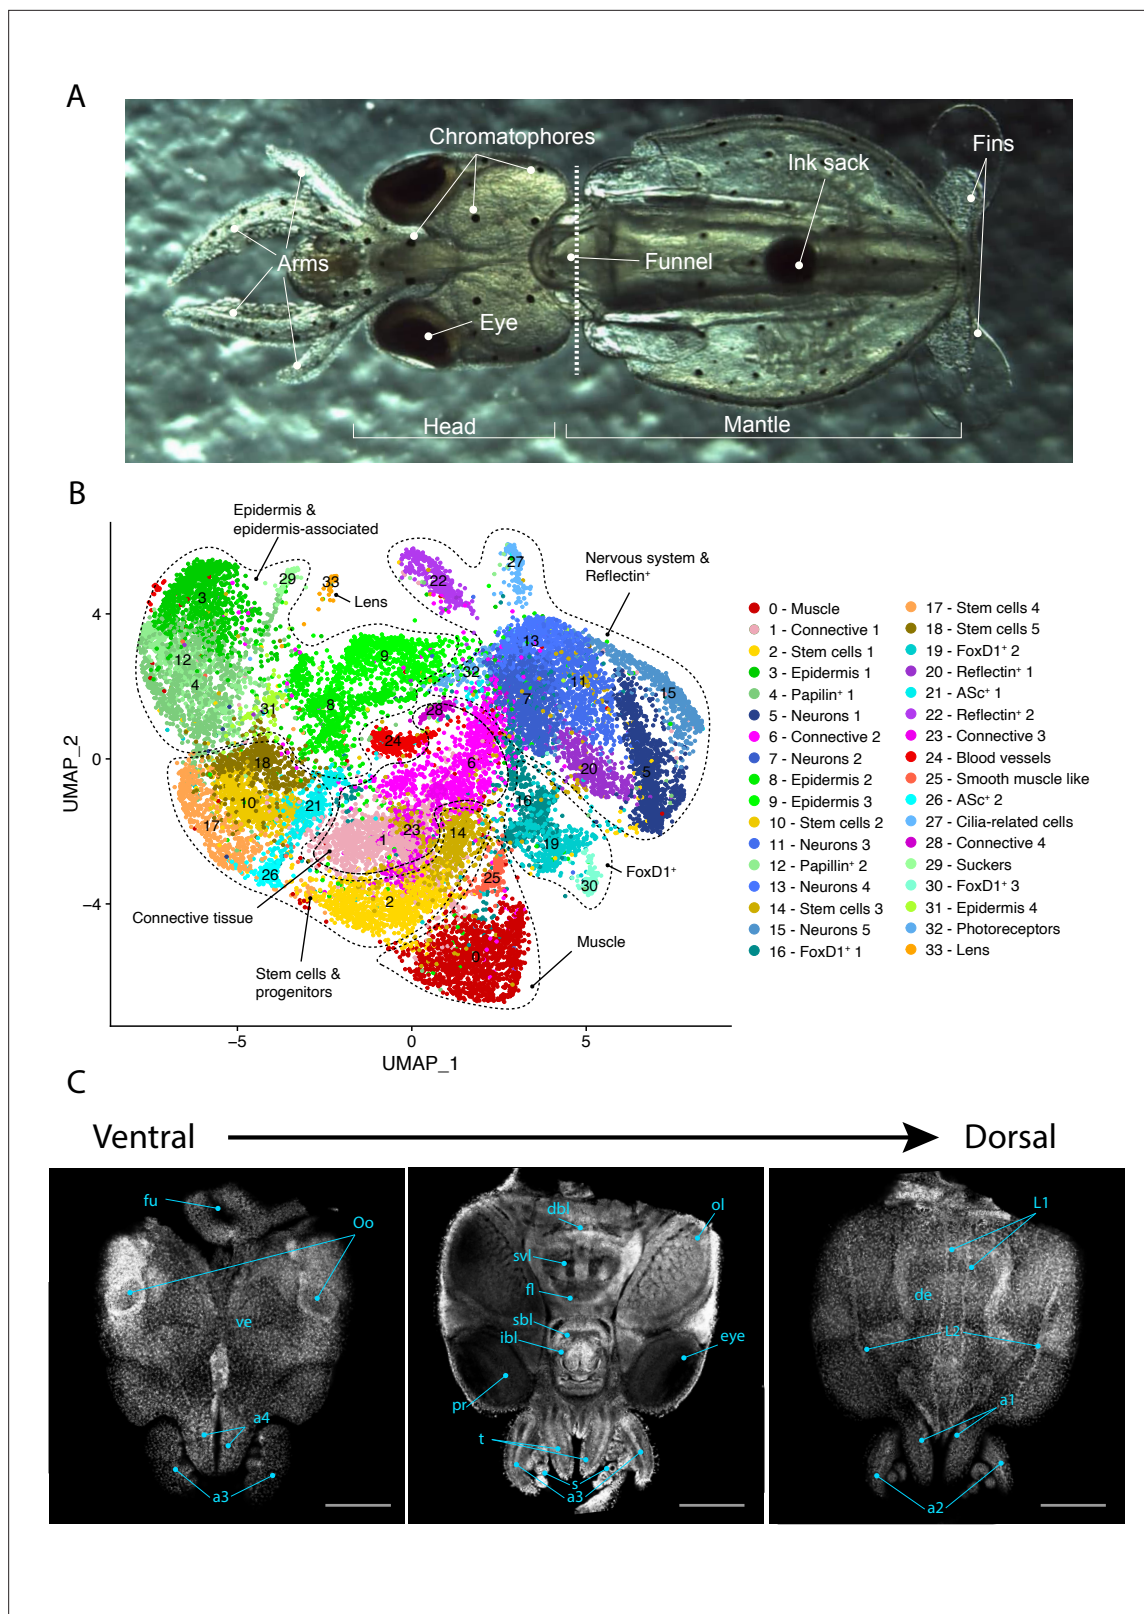 A
Chromatophores
Fins
Ink sack
Arms
Funnel
Eye
Head
Mantle
B
Epidermis &
epidermis-associated
Nervous system &
Reflectin⁺
27
22
29
33
3
Lens
4
13
12
9
32
4
11
15
7
31
8
28
24
0
18
6
20
5
UMAP_2
10
21
16
17
23
14
1
19
26
25
FoxD1⁺
30
Connective tissue
2
−4
Muscle
0
Stem cells &
progenitors
−5
0
5
UMAP_1
0 - Muscle
1 - Connective 1
2 - Stem cells 1
3 - Epidermis 1
4 - Papilin⁺ 1
5 - Neurons 1
6 - Connective 2
7 - Neurons 2
8 - Epidermis 2
9 - Epidermis 3
10 - Stem cells 2
11 - Neurons 3
12 - Papillin⁺ 2
13 - Neurons 4
14 - Stem cells 3
15 - Neurons 5
16 - FoxD1⁺ 1
17 - Stem cells 4
18 - Stem cells 5
19 - FoxD1⁺ 2
20 - Reflectin⁺ 1
21 - ASc⁺ 1
22 - Reflectin⁺ 2
23 - Connective 3
24 - Blood vessels
25 - Smooth muscle like
26 - ASc⁺ 2
27 - Cilia-related cells
28 - Connective 4
29 - Suckers
30 - FoxD1⁺ 3
31 - Epidermis 4
32 - Photoreceptors
33 - Lens
C
Ventral
Dorsal
fu
Oo
ve
a4
a3
dbl
ol
svl
fl
sbl
ibl
eye
pr
t
s
a3
L1
de
L2
a1
a2